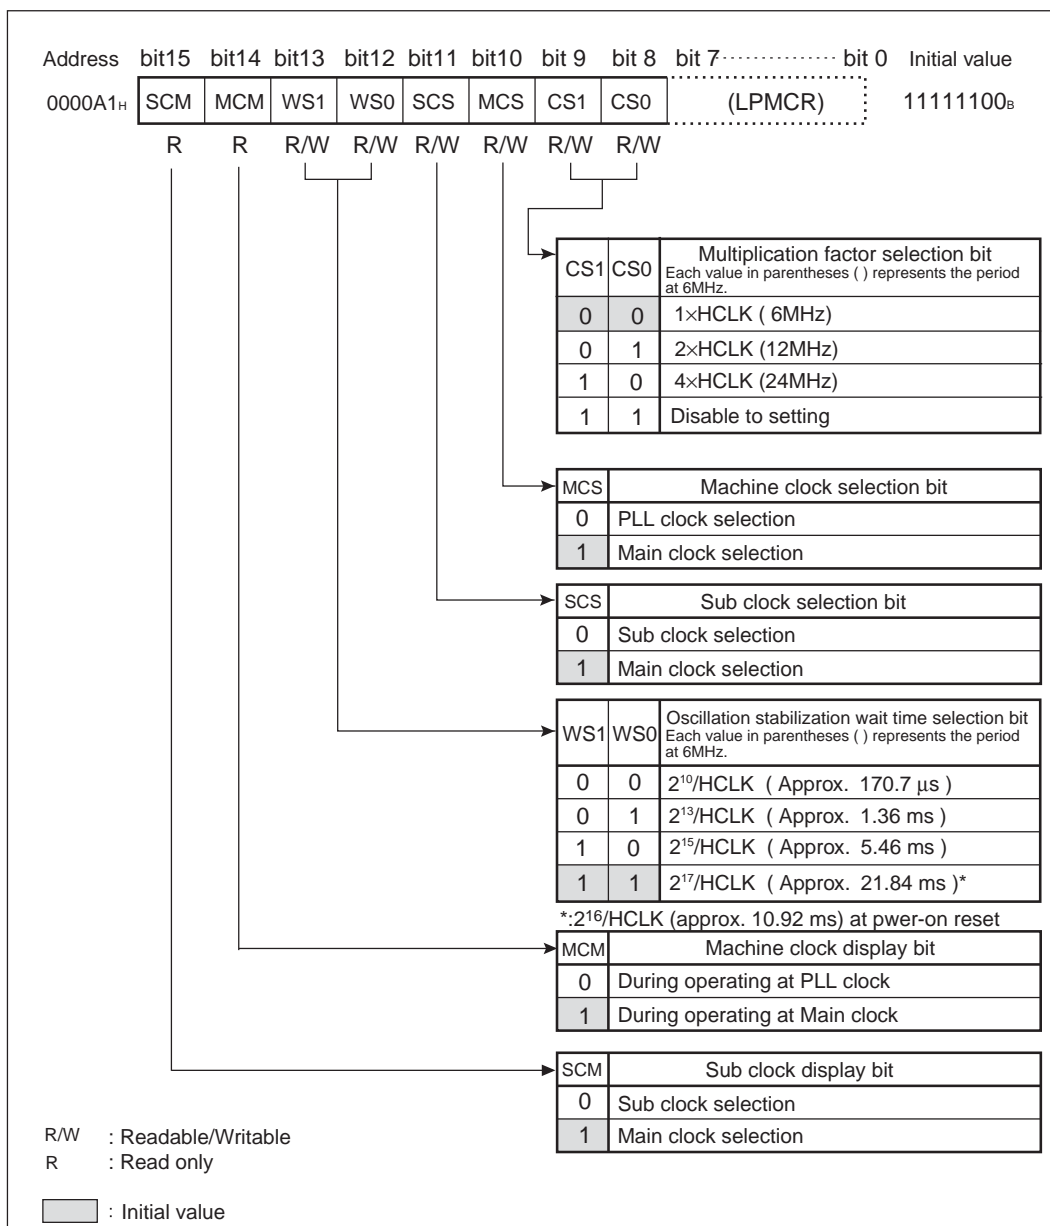 Address bit15 bit14 bit13 bit12 bit11 bit10 bit 9 bit 8 bit 7 bit 0 Initial value
0000A1H SCM MCM WS1 WS0 SCS MCS CS1 CS0 (LPMCR) 11111100B
R R R/W R/W R/W R/W R/W R/W
CS1 CS0 Multiplication factor selection bit
Each value in parentheses ( ) represents the period
at 6MHz.
0 0 1×HCLK ( 6MHz)
0 1 2×HCLK (12MHz)
1 0 4×HCLK (24MHz)
1 1 Disable to setting
MCS Machine clock selection bit
0 PLL clock selection
1 Main clock selection
SCS Sub clock selection bit
0 Sub clock selection
1 Main clock selection
WS1 WS0 Oscillation stabilization wait time selection bit
Each value in parentheses ( ) represents the period
at 6MHz.
0 0 2¹⁰/HCLK ( Approx. 170.7 μs )
0 1 2¹³/HCLK ( Approx. 1.36 ms )
1 0 2¹⁵/HCLK ( Approx. 5.46 ms )
1 1 2¹⁷/HCLK ( Approx. 21.84 ms )*
*:2¹⁶/HCLK (approx. 10.92 ms) at pwer-on reset
MCM Machine clock display bit
0 During operating at PLL clock
1 During operating at Main clock
SCM Sub clock display bit
0 Sub clock selection
1 Main clock selection
R/W : Readable/Writable
R : Read only
: Initial value